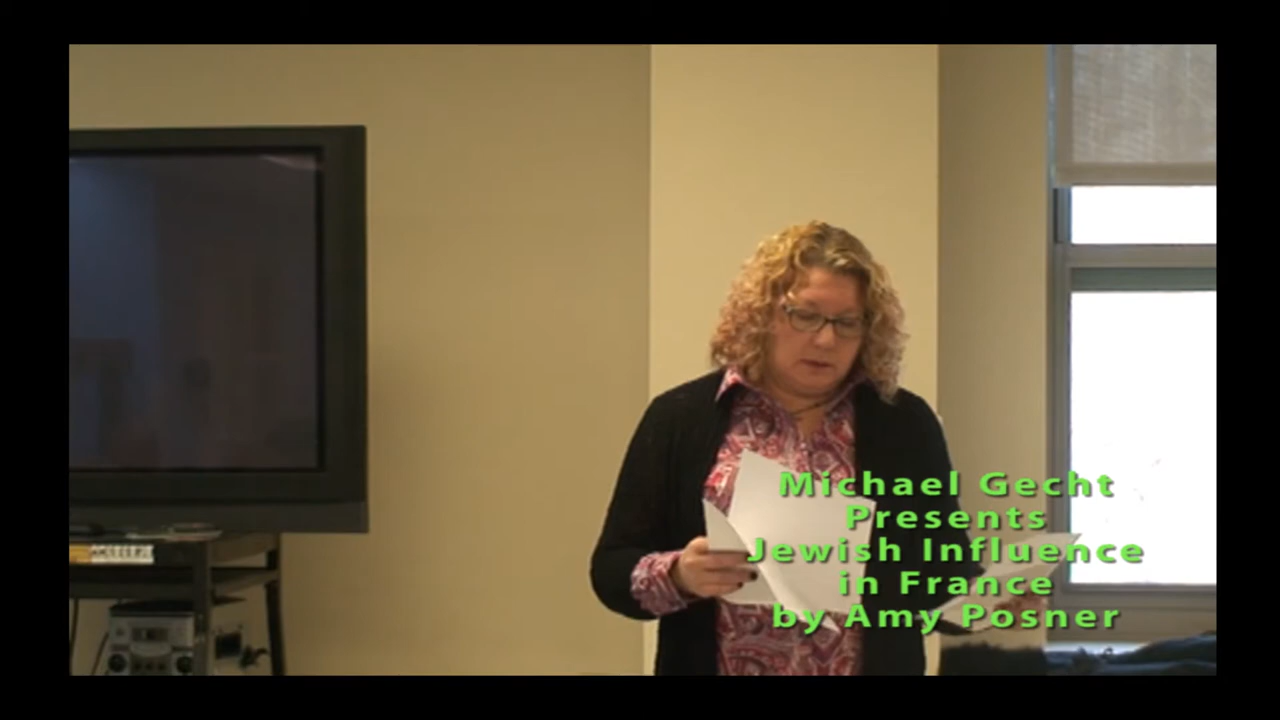 Michael Gecht
Presents
Jewish Influence
in France
by Amy Posner